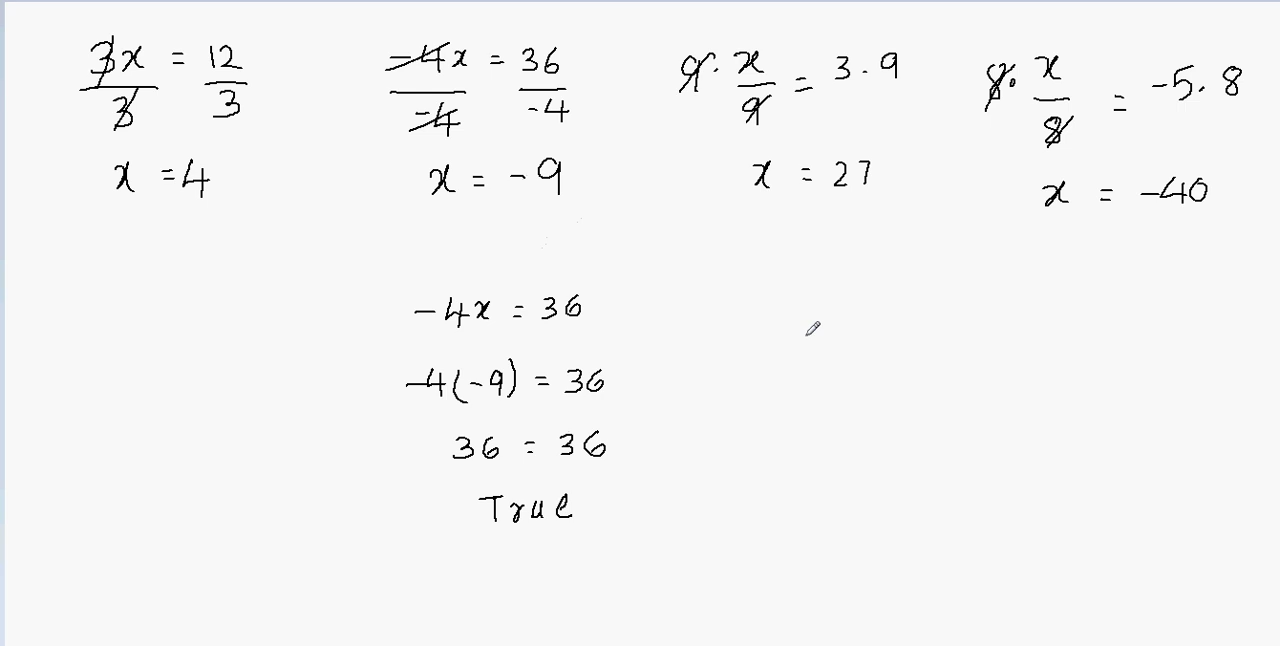 3x = 12
3 3
x = 4
-4x = 36
-4 -4
x = -9
9 . x = 3 . 9
9
x = 27
8 . x = -5 . 8
8
x = -40
-4x = 36
-4(-9) = 36
36 = 36
True